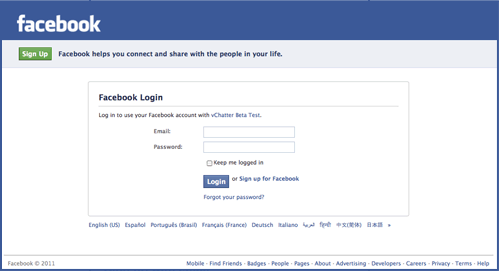 facebook
Sign Up Facebook helps you connect and share with the people in your life.
Facebook Login
Log in to use your Facebook account with vChatter Beta Test.
Email:
Password:
Keep me logged in
Login or Sign up for Facebook
Forgot your password?
English (US) Español Português (Brasil) Français (France) Deutsch Italiano العربية हिन्दी 中文(简体) 日本語 »
Facebook © 2011 Mobile · Find Friends · Badges · People · Pages · About · Advertising · Developers · Careers · Privacy · Terms · Help